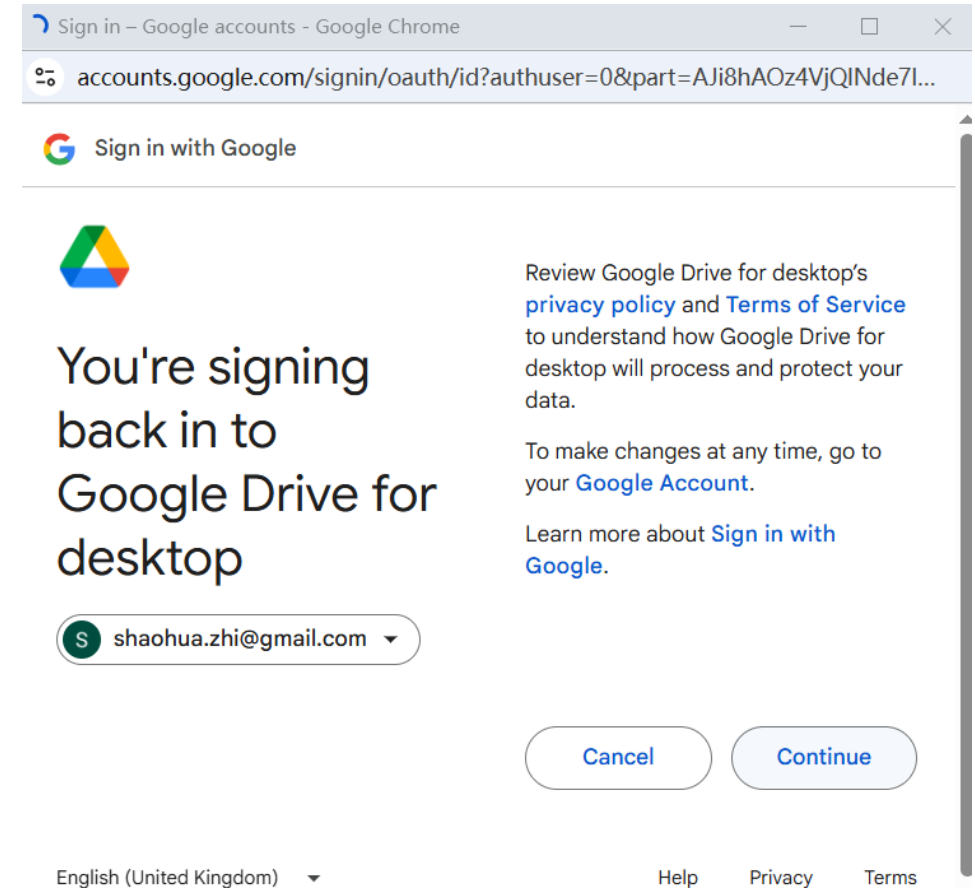 Sign in – Google accounts - Google Chrome
accounts.google.com/signin/oauth/id?authuser=0&part=AJi8hAOz4VjQINde7I...
Sign in with Google
You're signing
back in to
Google Drive for
desktop
shaohua.zhi@gmail.com
Review Google Drive for desktop's
privacy policy and Terms of Service
to understand how Google Drive for
desktop will process and protect your
data.
To make changes at any time, go to
your Google Account.
Learn more about Sign in with
Google.
Cancel Continue
English (United Kingdom) Help Privacy Terms